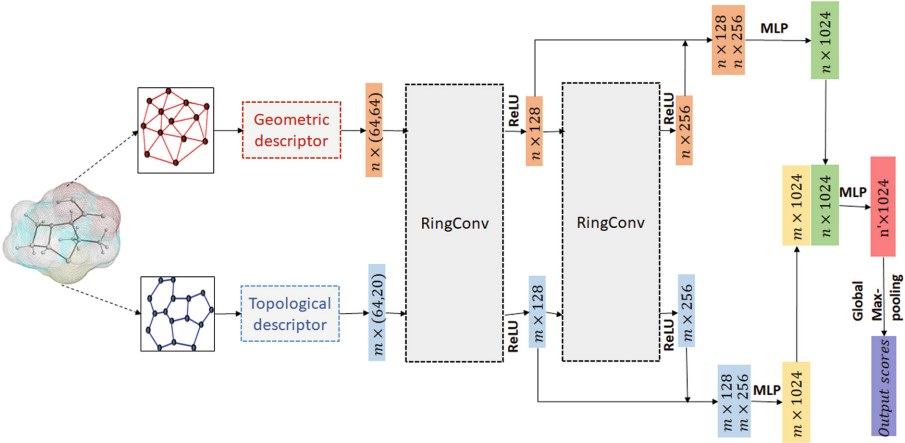 Geometric
descriptor
n × (64,64)
RingConv
ReLU
n × 128
RingConv
ReLU
n × 256
n × 128
n × 256
MLP
n × 1024
Topological
descriptor
m × (64,20)
ReLU
m × 128
ReLU
m × 256
m × 128
m × 256
MLP
m × 1024
m × 1024
n × 1024
MLP
n'×1024
Global
Max-
pooling
Output scores